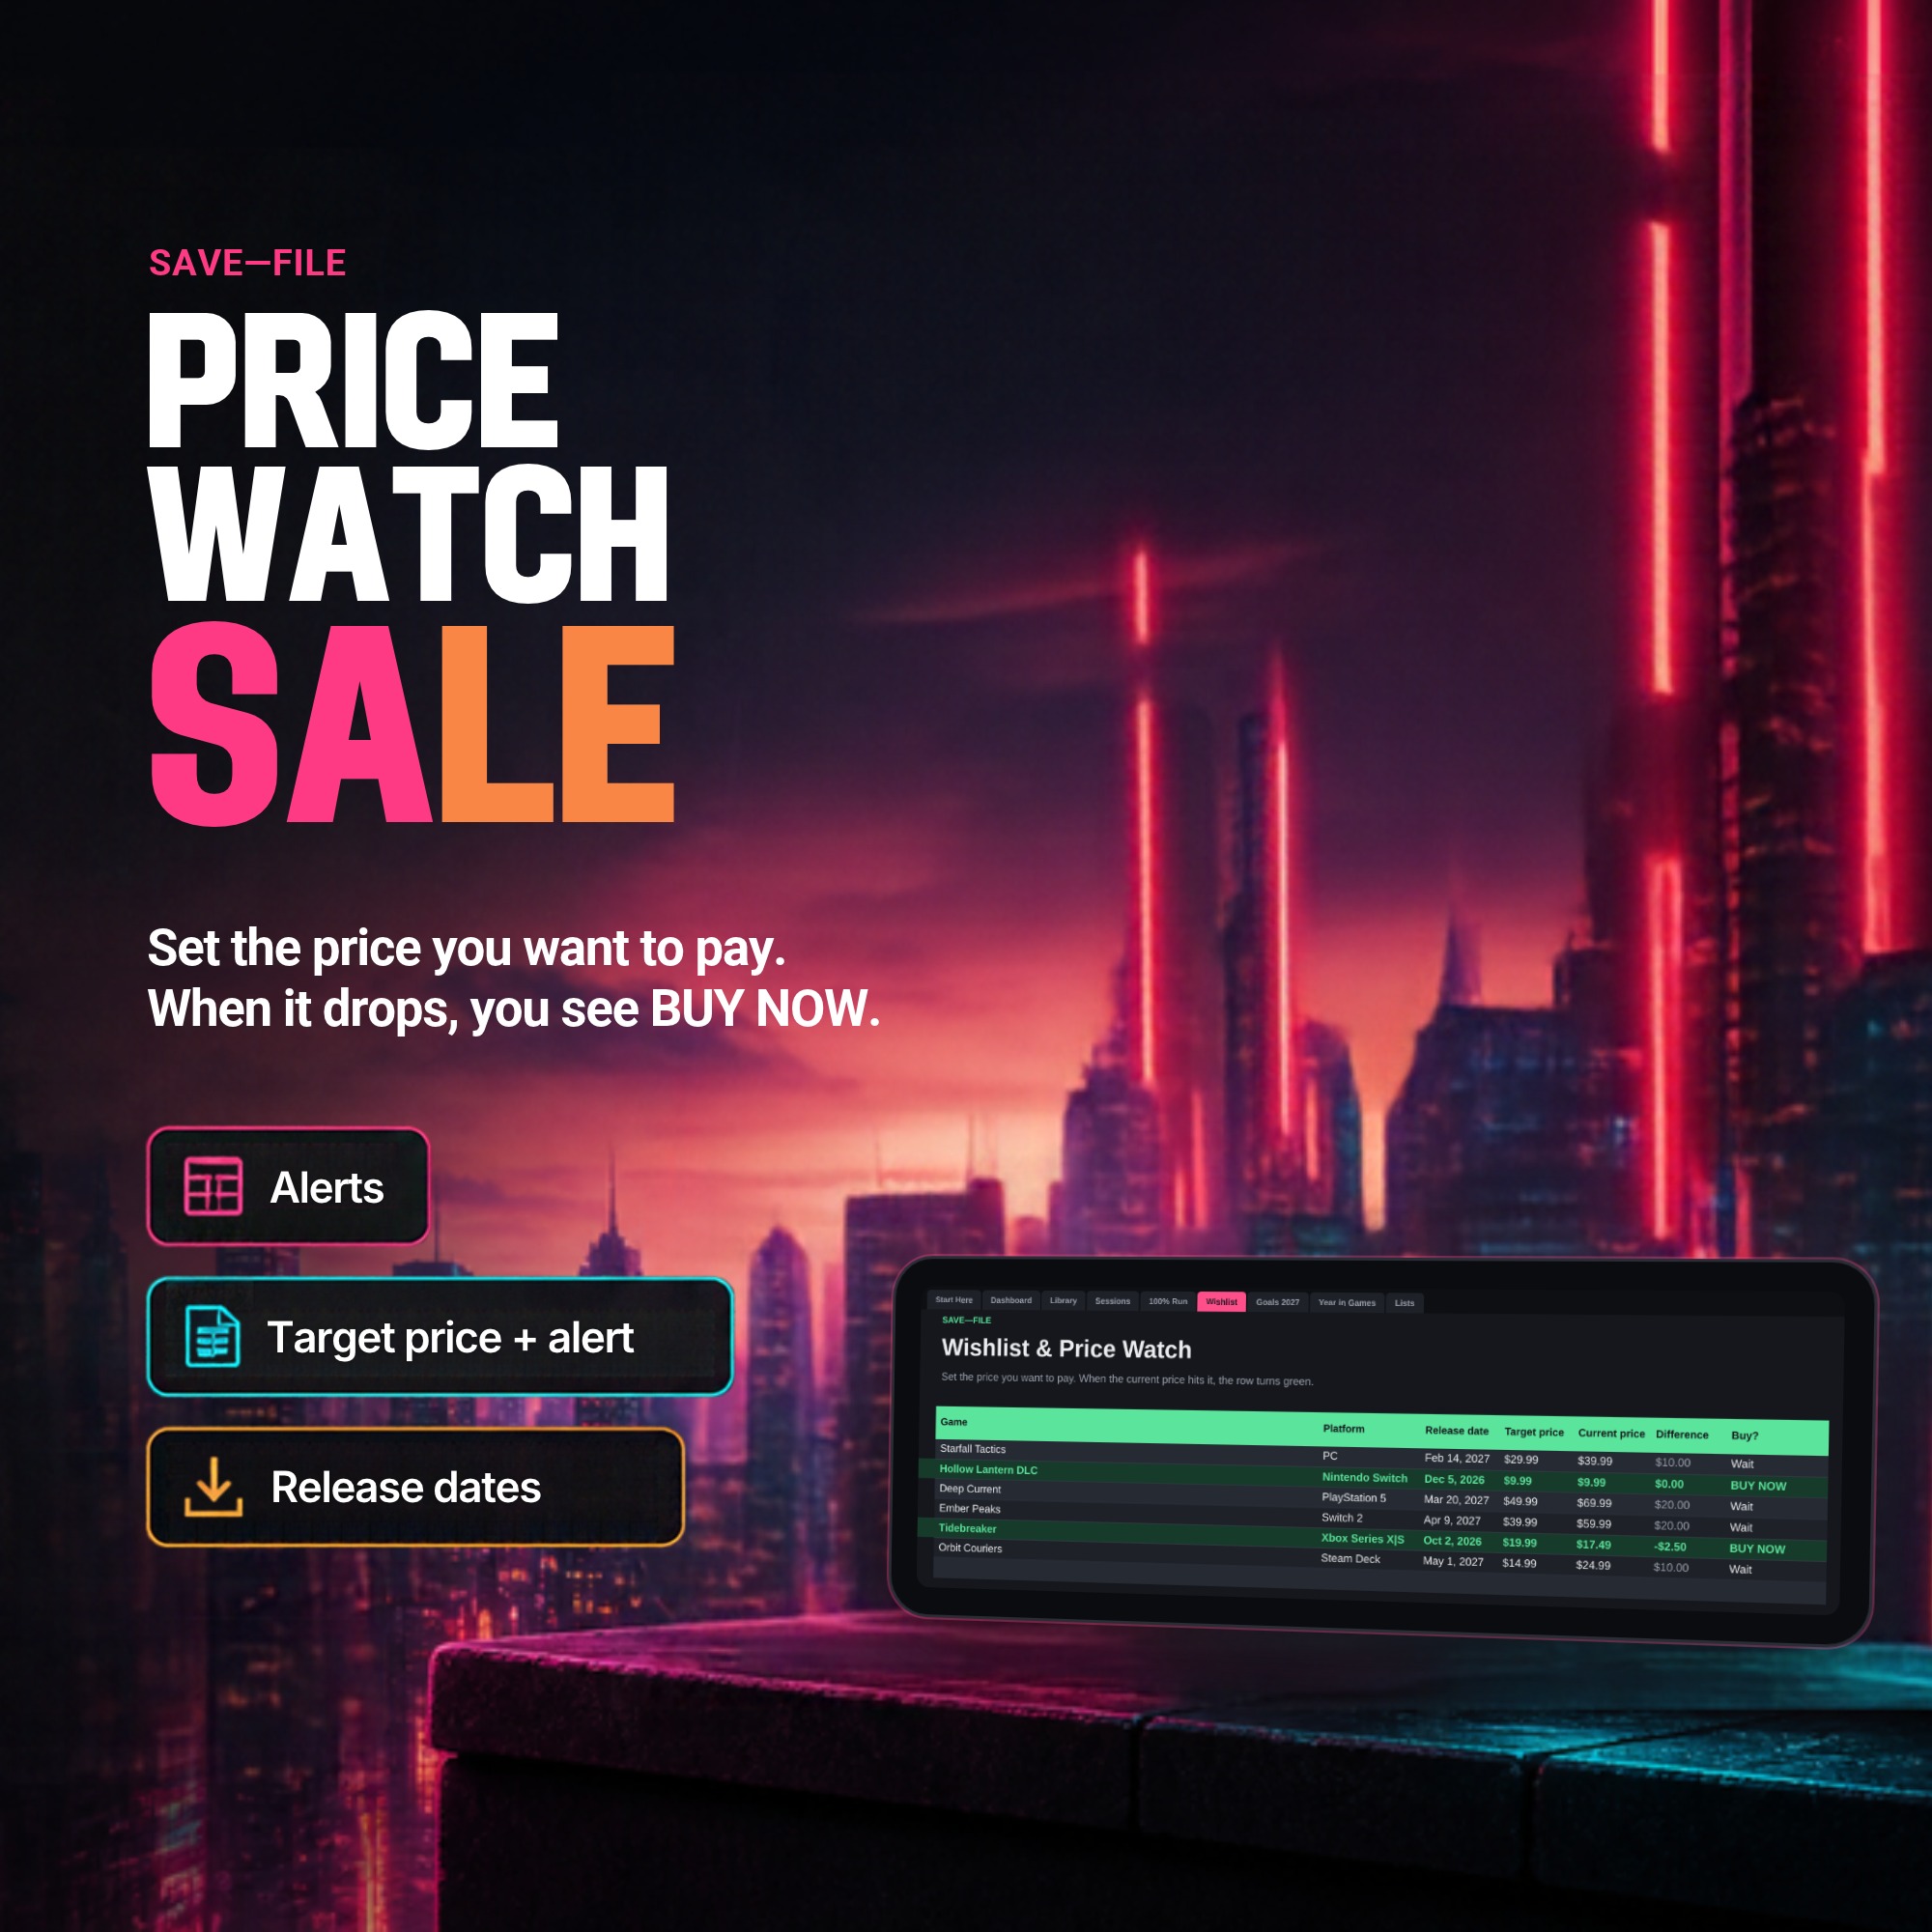 SAVE—FILE
PRICE
WATCH
SALE
Set the price you want to pay.
When it drops, you see BUY NOW.
Alerts
Target price + alert
Release dates
Start Here Dashboard Library Sessions 100% Run Wishlist Goals 2027 Year in Games Lists
SAVE—FILE
Wishlist & Price Watch
Set the price you want to pay. When the current price hits it, the row turns green.
Game Platform Release date Target price Current price Difference Buy?
Starfall Tactics PC Feb 14, 2027 $29.99 $39.99 $10.00 Wait
Hollow Lantern DLC Nintendo Switch Dec 5, 2026 $9.99 $9.99 $0.00 BUY NOW
Deep Current PlayStation 5 Mar 20, 2027 $49.99 $69.99 $20.00 Wait
Ember Peaks Switch 2 Apr 9, 2027 $39.99 $59.99 $20.00 Wait
Tidebreaker Xbox Series X|S Oct 2, 2026 $19.99 $17.49 -$2.50 BUY NOW
Orbit Couriers Steam Deck May 1, 2027 $14.99 $24.99 $10.00 Wait